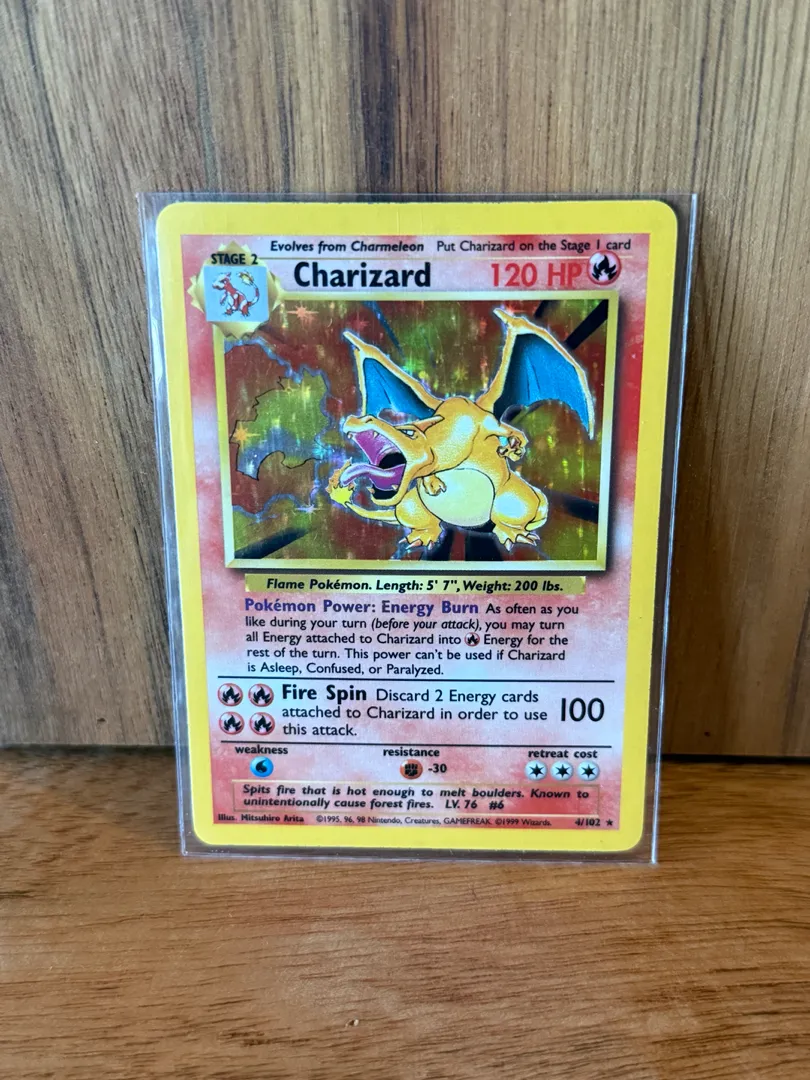 Evolves from Charmeleon Put Charizard on the Stage 1 card
STAGE 2
Charizard 120 HP
Flame Pokémon. Length: 5' 7", Weight: 200 lbs.
Pokémon Power: Energy Burn As often as you
like during your turn (before your attack), you may turn
all Energy attached to Charizard into Energy for the
rest of the turn. This power can't be used if Charizard
is Asleep, Confused, or Paralyzed.
Fire Spin Discard 2 Energy cards
attached to Charizard in order to use 100
this attack.
weakness resistance retreat cost
-30
Spits fire that is hot enough to melt boulders. Known to
unintentionally cause forest fires. LV. 76 #6
Illus. Mitsuhiro Arita ©1995, 96, 98 Nintendo, Creatures, GAMEFREAK. ©1999 Wizards. 4/102 ★